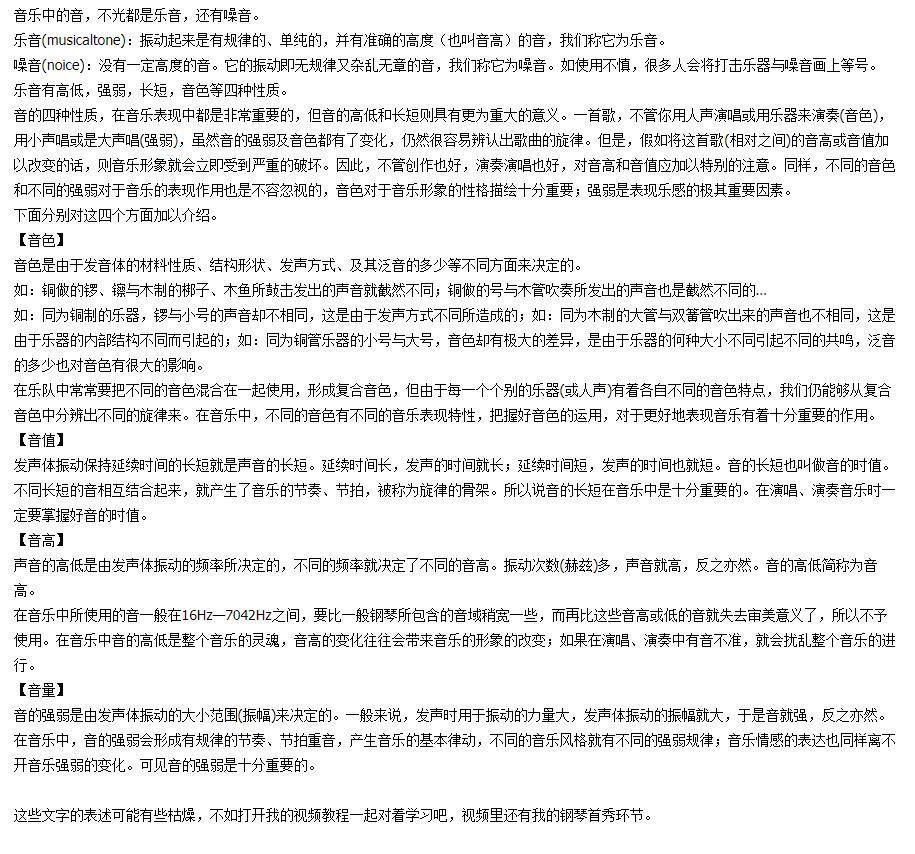 音乐中的音，不光都是乐音，还有噪音。
乐音(musicaltone)：振动起来是有规律的、单纯的，并有准确的高度（也叫音高）的音，我们称它为乐音。
噪音(noice)：没有一定高度的音。它的振动即无规律又杂乱无章的音，我们称它为噪音。如使用不慎，很多人会将打击乐器与噪音画上等号。
乐音有高低，强弱，长短，音色等四种性质。
音的四种性质，在音乐表现中都是非常重要的，但音的高低和长短则具有更为重大的意义。一首歌，不管你用人声演唱或用乐器来演奏(音色)，
用小声唱或是大声唱(强弱)，虽然音的强弱及音色都有了变化，仍然很容易辨认出歌曲的旋律。但是，假如将这首歌(相对之间)的音高或音值加
以改变的话，则音乐形象就会立即受到严重的破坏。因此，不管创作也好，演奏演唱也好，对音高和音值应加以特别的注意。同样，不同的音色
和不同的强弱对于音乐的表现作用也是不容忽视的，音色对于音乐形象的性格描绘十分重要；强弱是表现乐感的极其重要因素。
下面分别对这四个方面加以介绍。
【音色】
音色是由于发音体的材料性质、结构形状、发声方式、及其泛音的多少等不同方面来决定的。
如：铜做的锣、镲与木制的梆子、木鱼所鼓击发出的声音就截然不同；铜做的号与木管吹奏所发出的声音也是截然不同的...
如：同为铜制的乐器，锣与小号的声音却不相同，这是由于发声方式不同所造成的；如：同为木制的大管与双簧管吹出来的声音也不相同，这是
由于乐器的内部结构不同而引起的；如：同为铜管乐器的小号与大号，音色却有极大的差异，是由于乐器的何种大小不同引起不同的共鸣，泛音
的多少也对音色有很大的影响。
在乐队中常常要把不同的音色混合在一起使用，形成复合音色，但由于每一个个别的乐器(或人声)有着各自不同的音色特点，我们仍能够从复合
音色中分辨出不同的旋律来。在音乐中，不同的音色有不同的音乐表现特性，把握好音色的运用，对于更好地表现音乐有着十分重要的作用。
【音值】
发声体振动保持延续时间的长短就是声音的长短。延续时间长，发声的时间就长；延续时间短，发声的时间也就短。音的长短也叫做音的时值。
不同长短的音相互结合起来，就产生了音乐的节奏、节拍，被称为旋律的骨架。所以说音的长短在音乐中是十分重要的。在演唱、演奏音乐时一
定要掌握好音的时值。
【音高】
声音的高低是由发声体振动的频率所决定的，不同的频率就决定了不同的音高。振动次数(赫兹)多，声音就高，反之亦然。音的高低简称为音
高。
在音乐中所使用的音一般在16Hz—7042Hz之间，要比一般钢琴所包含的音域稍宽一些，而再比这些音高或低的音就失去审美意义了，所以不予
使用。在音乐中音的高低是整个音乐的灵魂，音高的变化往往会带来音乐的形象的改变；如果在演唱、演奏中有音不准，就会扰乱整个音乐的进
行。
【音量】
音的强弱是由发声体振动的大小范围(振幅)来决定的。一般来说，发声时用于振动的力量大，发声体振动的振幅就大，于是音就强，反之亦然。
在音乐中，音的强弱会形成有规律的节奏、节拍重音，产生音乐的基本律动，不同的音乐风格就有不同的强弱规律；音乐情感的表达也同样离不
开音乐强弱的变化。可见音的强弱是十分重要的。
这些文字的表述可能有些枯燥，不如打开我的视频教程一起对着学习吧，视频里还有我的钢琴首秀环节。